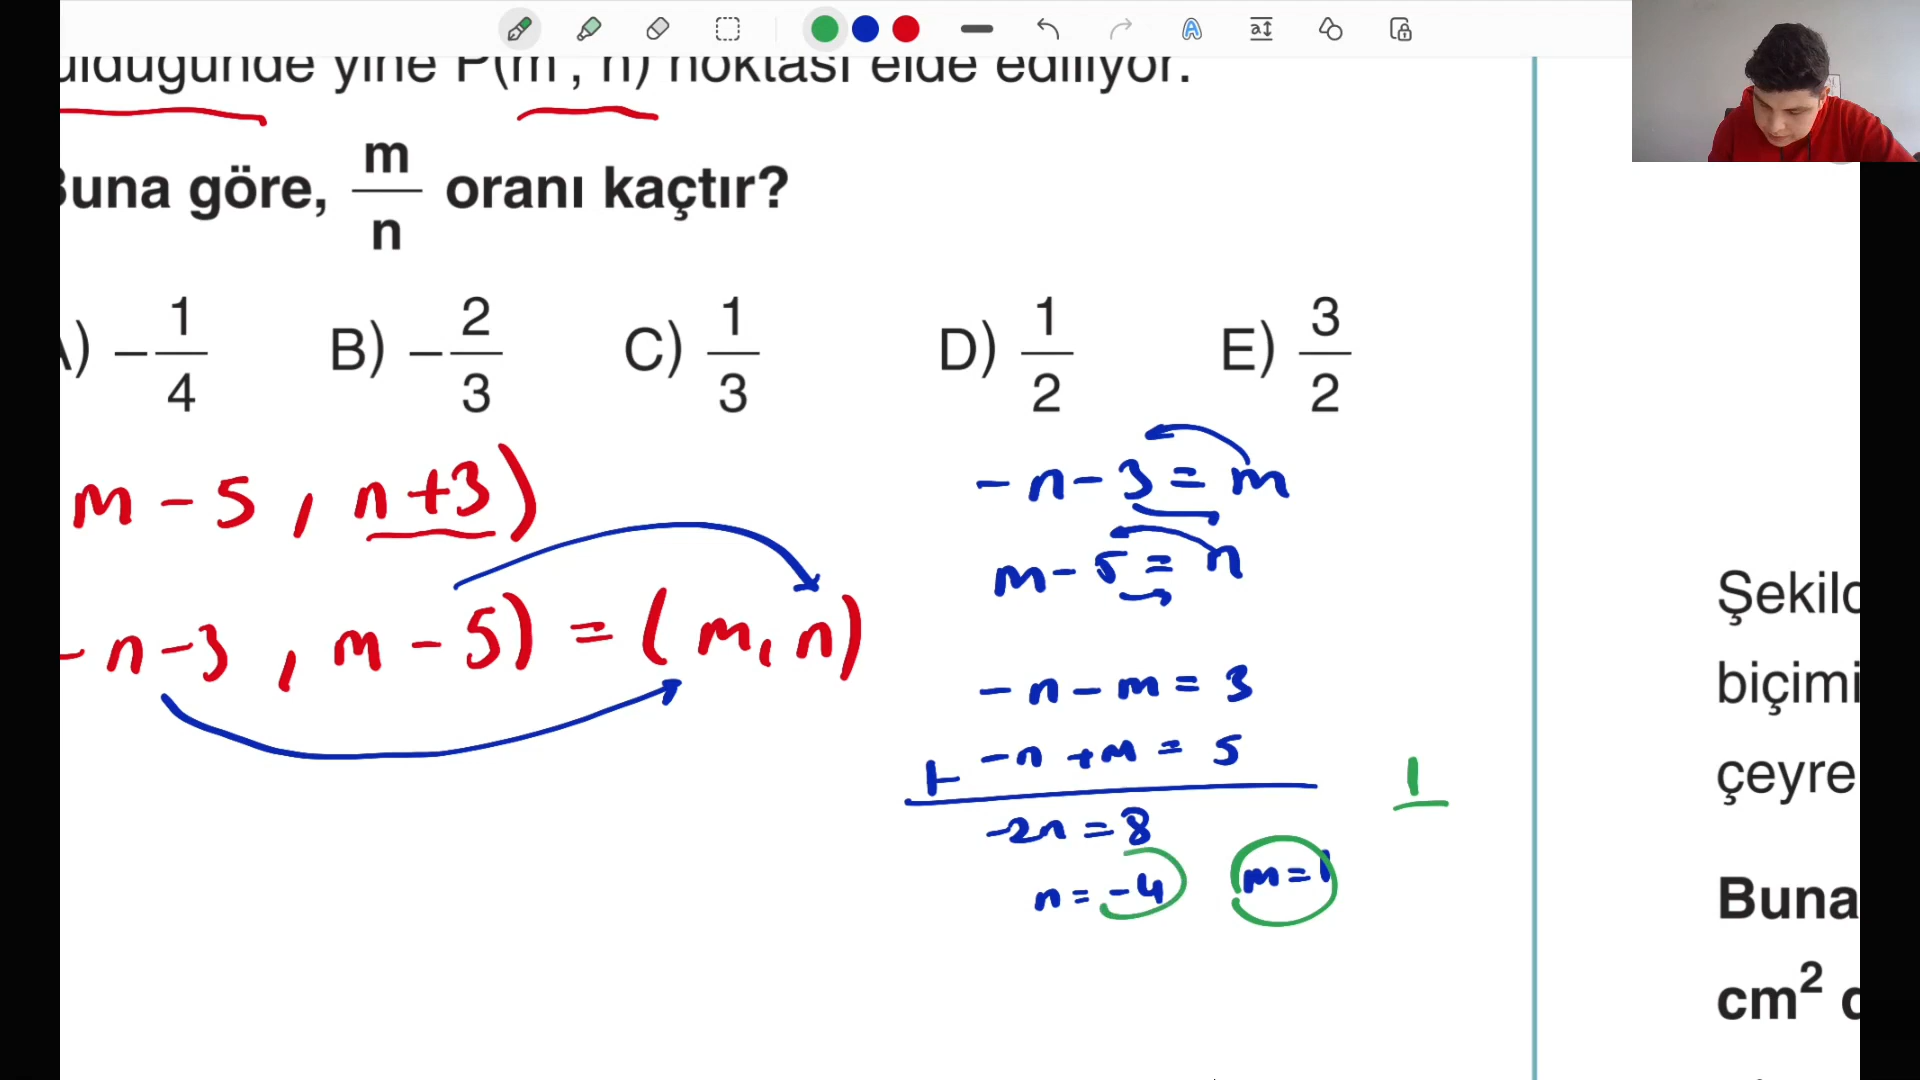 yine P(m , n) noktası elde ediliyor.
Buna göre, m/n oranı kaçtır?
A) -1/4 B) -2/3 C) 1/3 D) 1/2 E) 3/2
m - 5 , n+3)
- n - 3 , m - 5) = ( m, n)
- n - 3 = m
m - 5 = n
- n - m = 3
+ - n + m = 5
-2n = 8
n = -4 m = 1
1
Şekild
biçimi
çeyre
Buna
cm²